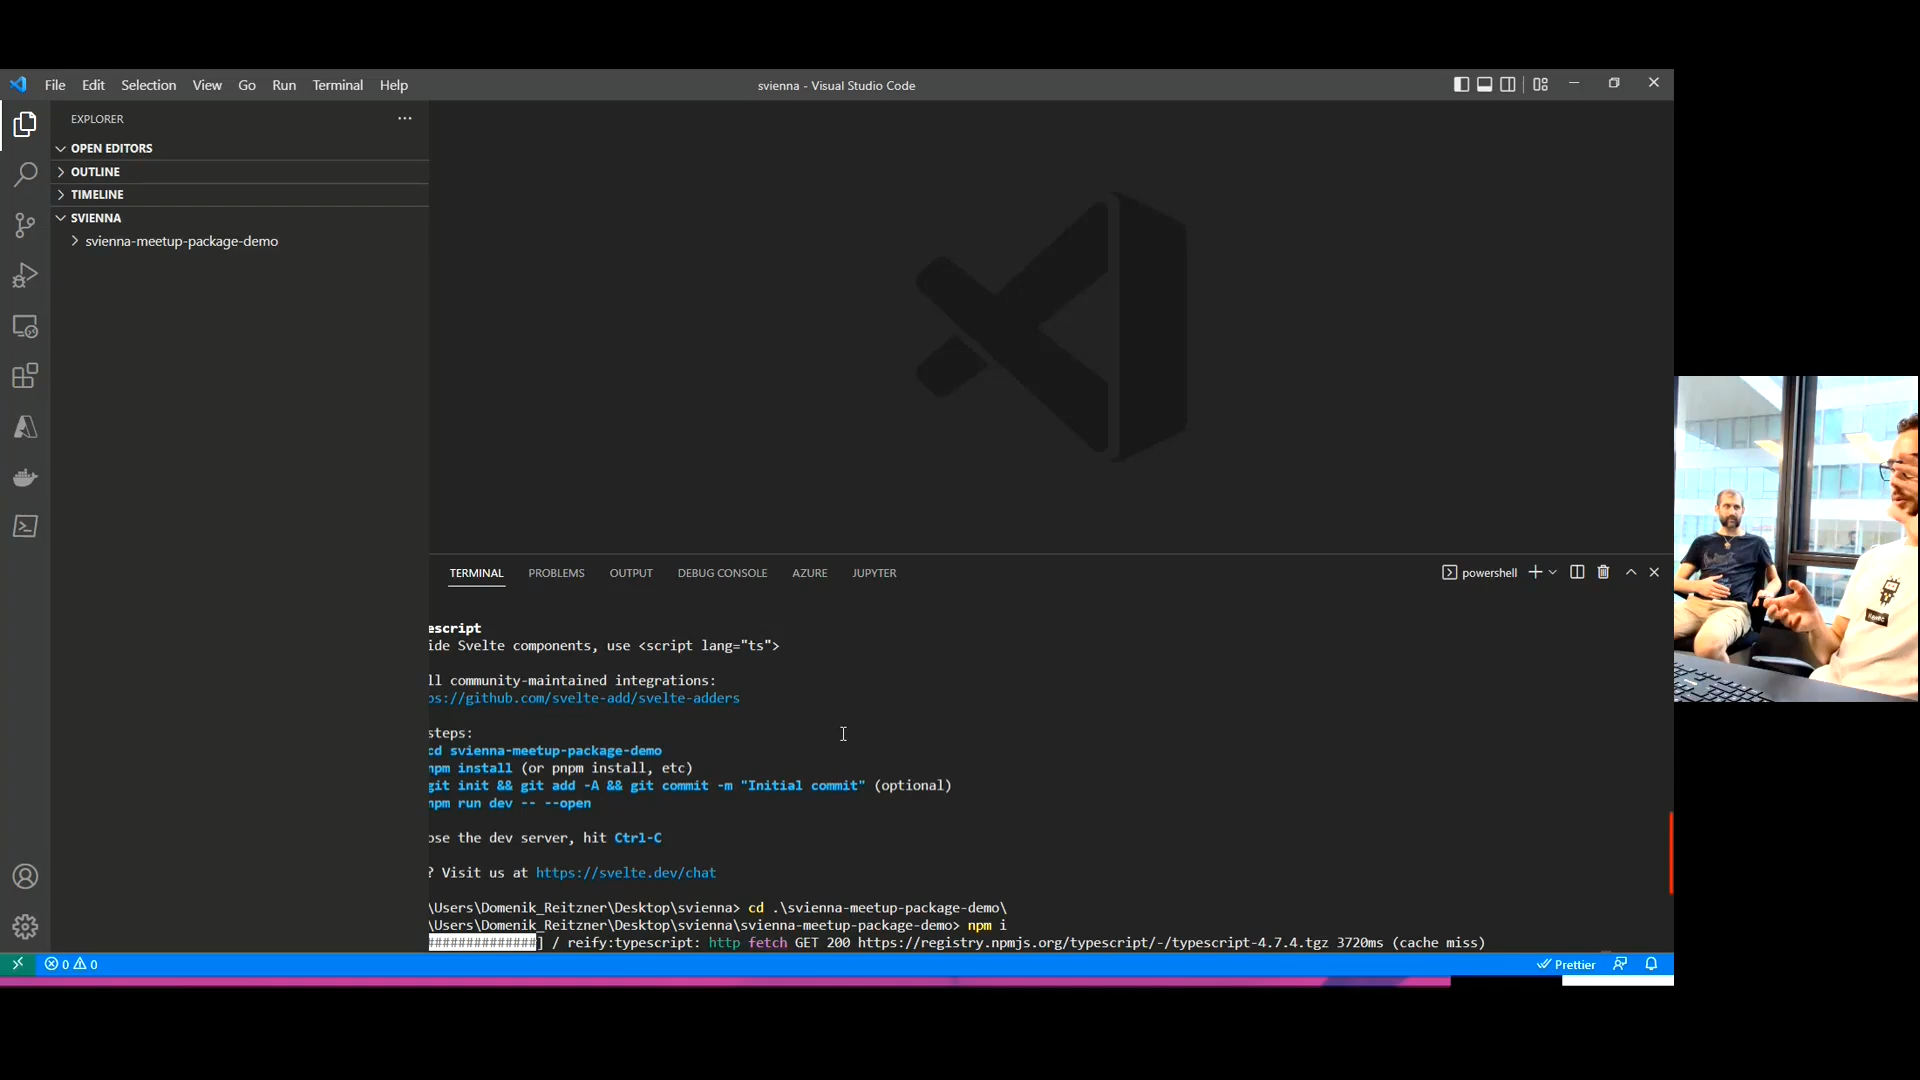 File Edit Selection View Go Run Terminal Help
svienna - Visual Studio Code
EXPLORER
OPEN EDITORS
OUTLINE
TIMELINE
SVIENNA
svienna-meetup-package-demo
TERMINAL PROBLEMS OUTPUT DEBUG CONSOLE AZURE JUPYTER
powershell
escript
ide Svelte components, use <script lang="ts">
ll community-maintained integrations:
ps://github.com/svelte-add/svelte-adders
steps:
cd svienna-meetup-package-demo
npm install (or pnpm install, etc)
git init && git add -A && git commit -m "Initial commit" (optional)
npm run dev -- --open
ose the dev server, hit Ctrl-C
? Visit us at https://svelte.dev/chat
\Users\Domenik_Reitzner\Desktop\svienna> cd .\svienna-meetup-package-demo\
\Users\Domenik_Reitzner\Desktop\svienna\svienna-meetup-package-demo> npm i
##############] / reify:typescript: http fetch GET 200 https://registry.npmjs.org/typescript/-/typescript-4.7.4.tgz 3720ms (cache miss)
0 0
Prettier